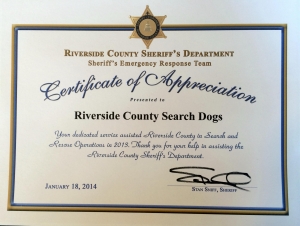 RIVERSIDE COUNTY SHERIFF'S DEPARTMENT
Sheriff's Emergency Response Team
Certificate of Appreciation
Presented to
Riverside County Search Dogs
Your dedicated service assisted Riverside County in Search and
Rescue Operations in 2013. Thank you for your help in assisting the
Riverside County Sheriff's Department.
JANUARY 18, 2014
STAN SNIFF, SHERIFF